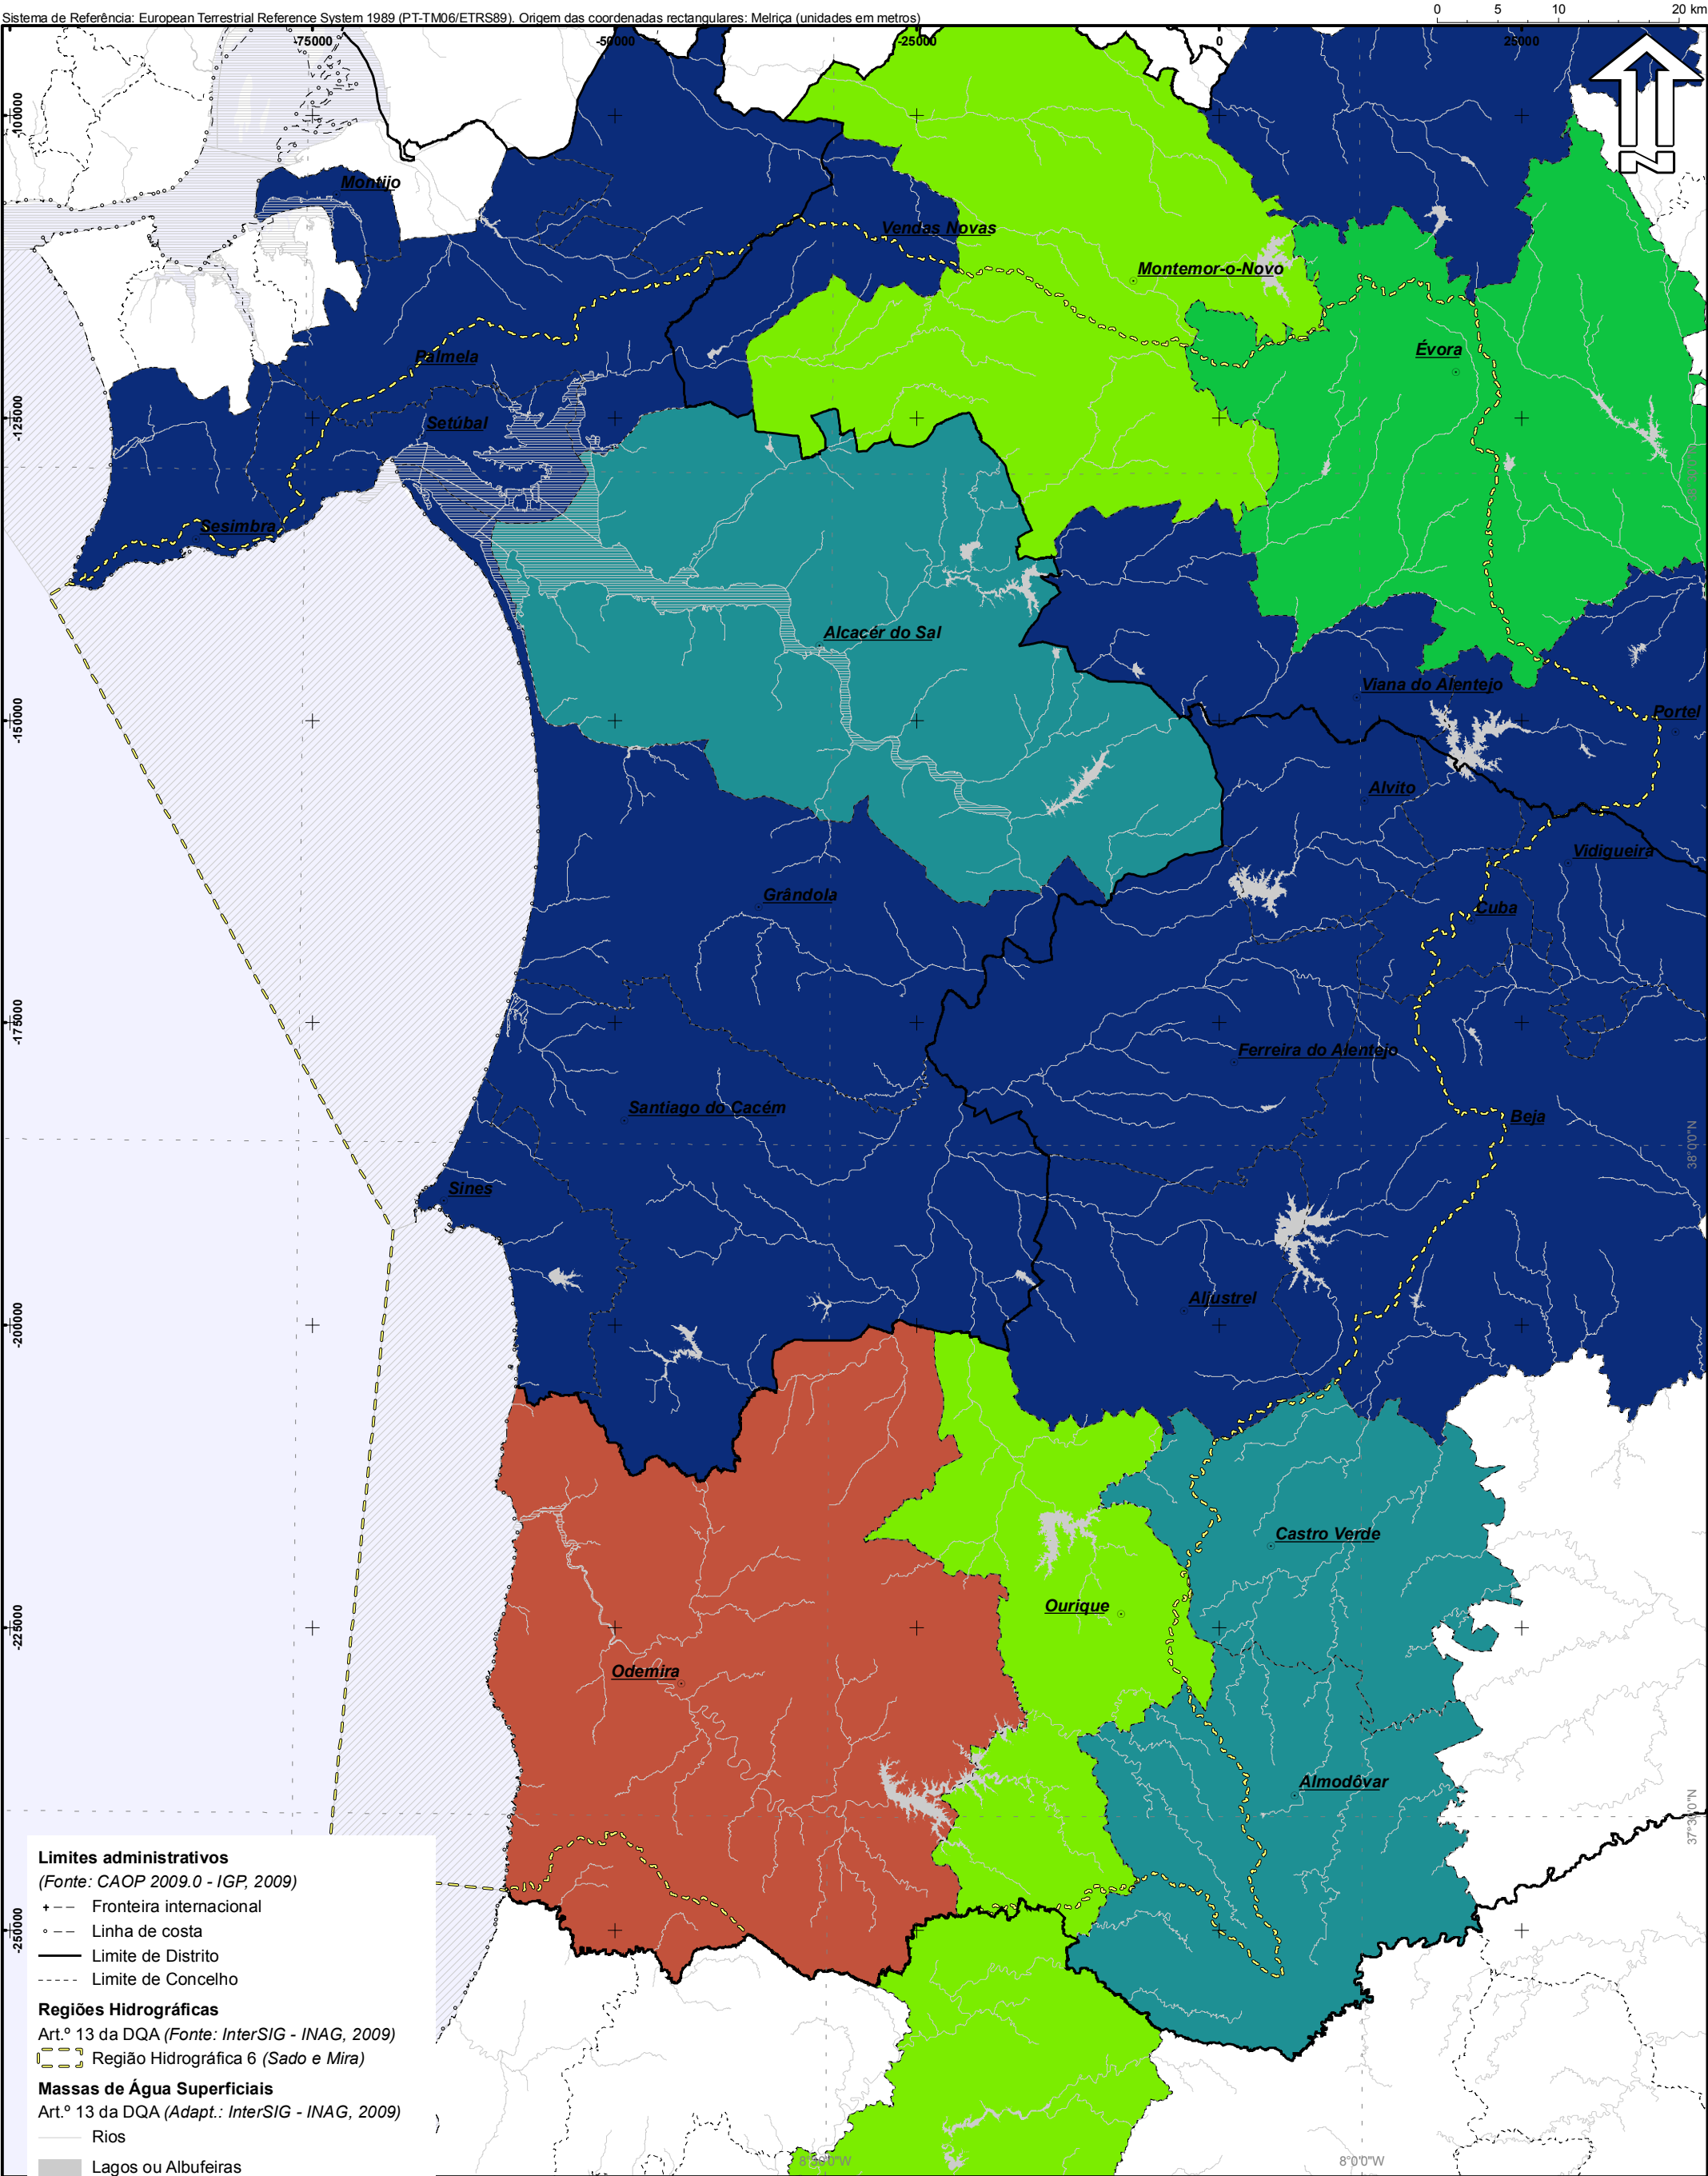 Sistema de Referência: European Terrestrial Reference System 1989 (PT-TM06/ETRS89). Origem das coordenadas rectangulares: Melriça (unidades em metros)
0 5 10 20 km
-75000 -50000 -25000 0 25000
N
-100000
Montijo
Vendas Novas
Montemor-o-Novo
Évora
Palmela
-125000
Setúbal
Sesimbra
Alcacér do Sal
Viana do Alentejo
Portel
-150000
Alvito
Vidigueira
Grândola
Cuba
-175000
Ferreira do Alentejo
Santiago do Cacém
Beja
38°0'0"N
Sines
Aljustrel
-200000
Castro Verde
Ourique
-225000
Odemira
Almodôvar
37°30'0"N
-250000
Limites administrativos
(Fonte: CAOP 2009.0 - IGP, 2009)
Fronteira internacional
Linha de costa
Limite de Distrito
Limite de Concelho
Regiões Hidrográficas
Art.º 13 da DQA (Fonte: InterSIG - INAG, 2009)
Região Hidrográfica 6 (Sado e Mira)
Massas de Água Superficiais
Art.º 13 da DQA (Adapt.: InterSIG - INAG, 2009)
Rios
Lagos ou Albufeiras
8°30'0"W 8°0'0"W